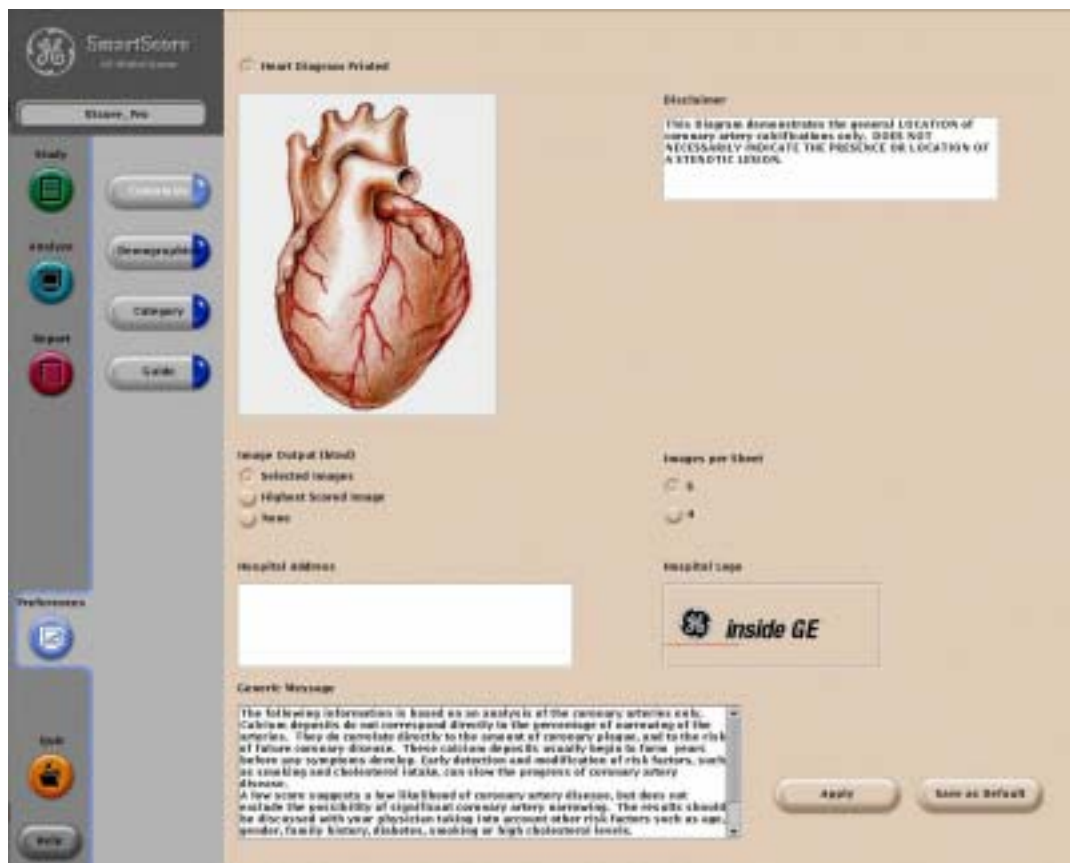 SmartScore
Heart Diagram Printed
Disclaimer
This Diagram demonstrates the general LOCATION of
coronary artery calcifications only. DOES NOT
NECESSARILY INDICATE THE PRESENCE OR LOCATION OF
A STENOTIC LESION.
Study
Comments
Demographics
Analyze
Category
Report
Guide
Image Output (html)
Selected Images
Highest Scored Image
None
Images per Sheet
6
4
Hospital Address
Hospital Logo
inside GE
Preferences
Generic Message
The following information is based on an analysis of the coronary arteries only.
Calcium deposits do not correspond directly to the percentage of narrowing of the
arteries. They do correlate directly to the amount of coronary plaque, and to the risk
of future coronary disease. These calcium deposits usually begin to form years
before any symptoms develop. Early detection and modification of risk factors, such
as smoking and cholesterol intake, can slow the progress of coronary artery
disease.
A low score suggests a low likelihood of coronary artery disease, but does not
exclude the possibility of significant coronary artery narrowing. The results should
be discussed with your physician taking into account other risk factors such as age,
gender, family history, diabetes, smoking or high cholesterol levels.
Quit
Apply
Save as Default
Help